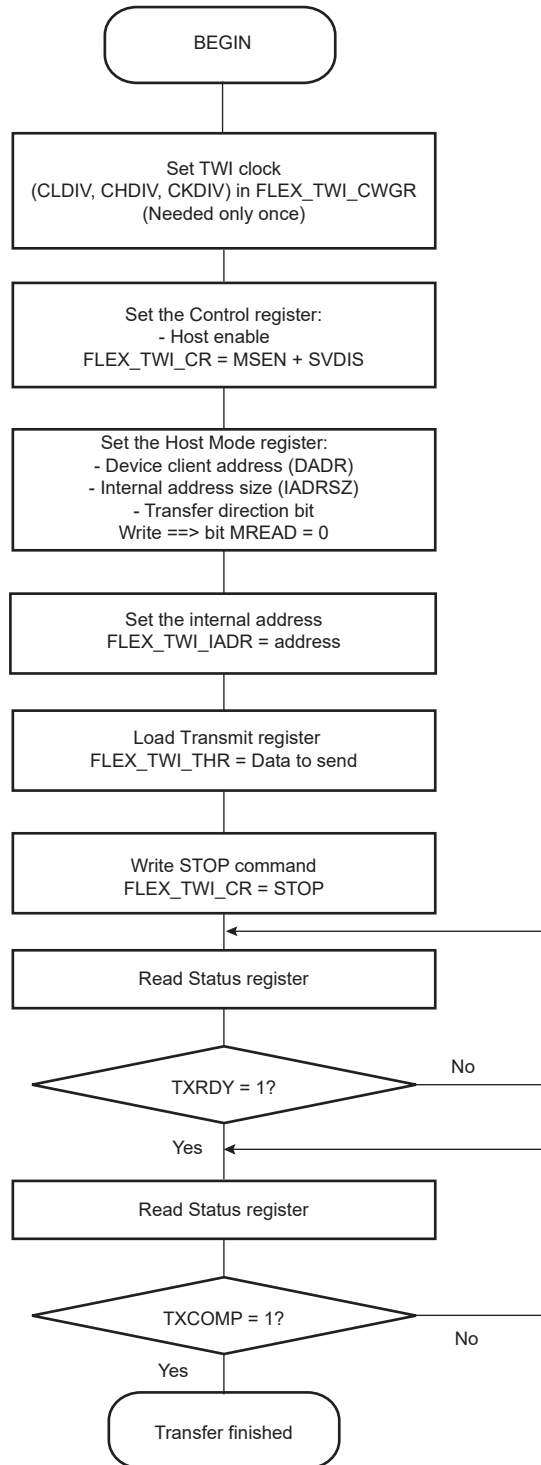 BEGIN
Set TWI clock
(CLDIV, CHDIV, CKDIV) in FLEX_TWI_CWGR
(Needed only once)
Set the Control register:
- Host enable
FLEX_TWI_CR = MSEN + SVDIS
Set the Host Mode register:
- Device client address (DADR)
- Internal address size (IADRSZ)
- Transfer direction bit
Write ==> bit MREAD = 0
Set the internal address
FLEX_TWI_IADR = address
Load Transmit register
FLEX_TWI_THR = Data to send
Write STOP command
FLEX_TWI_CR = STOP
Read Status register
TXRDY = 1?
No
Yes
Read Status register
TXCOMP = 1?
No
Yes
Transfer finished